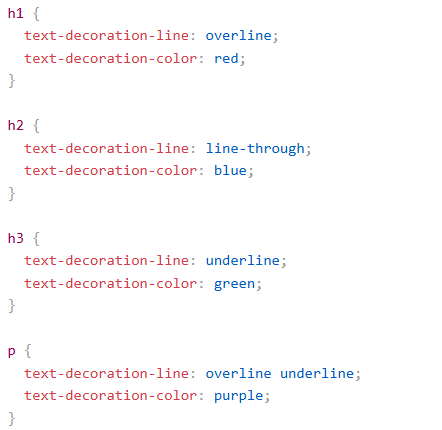 h1 {
  text-decoration-line: overline;
  text-decoration-color: red;
}

h2 {
  text-decoration-line: line-through;
  text-decoration-color: blue;
}

h3 {
  text-decoration-line: underline;
  text-decoration-color: green;
}

p {
  text-decoration-line: overline underline;
  text-decoration-color: purple;
}